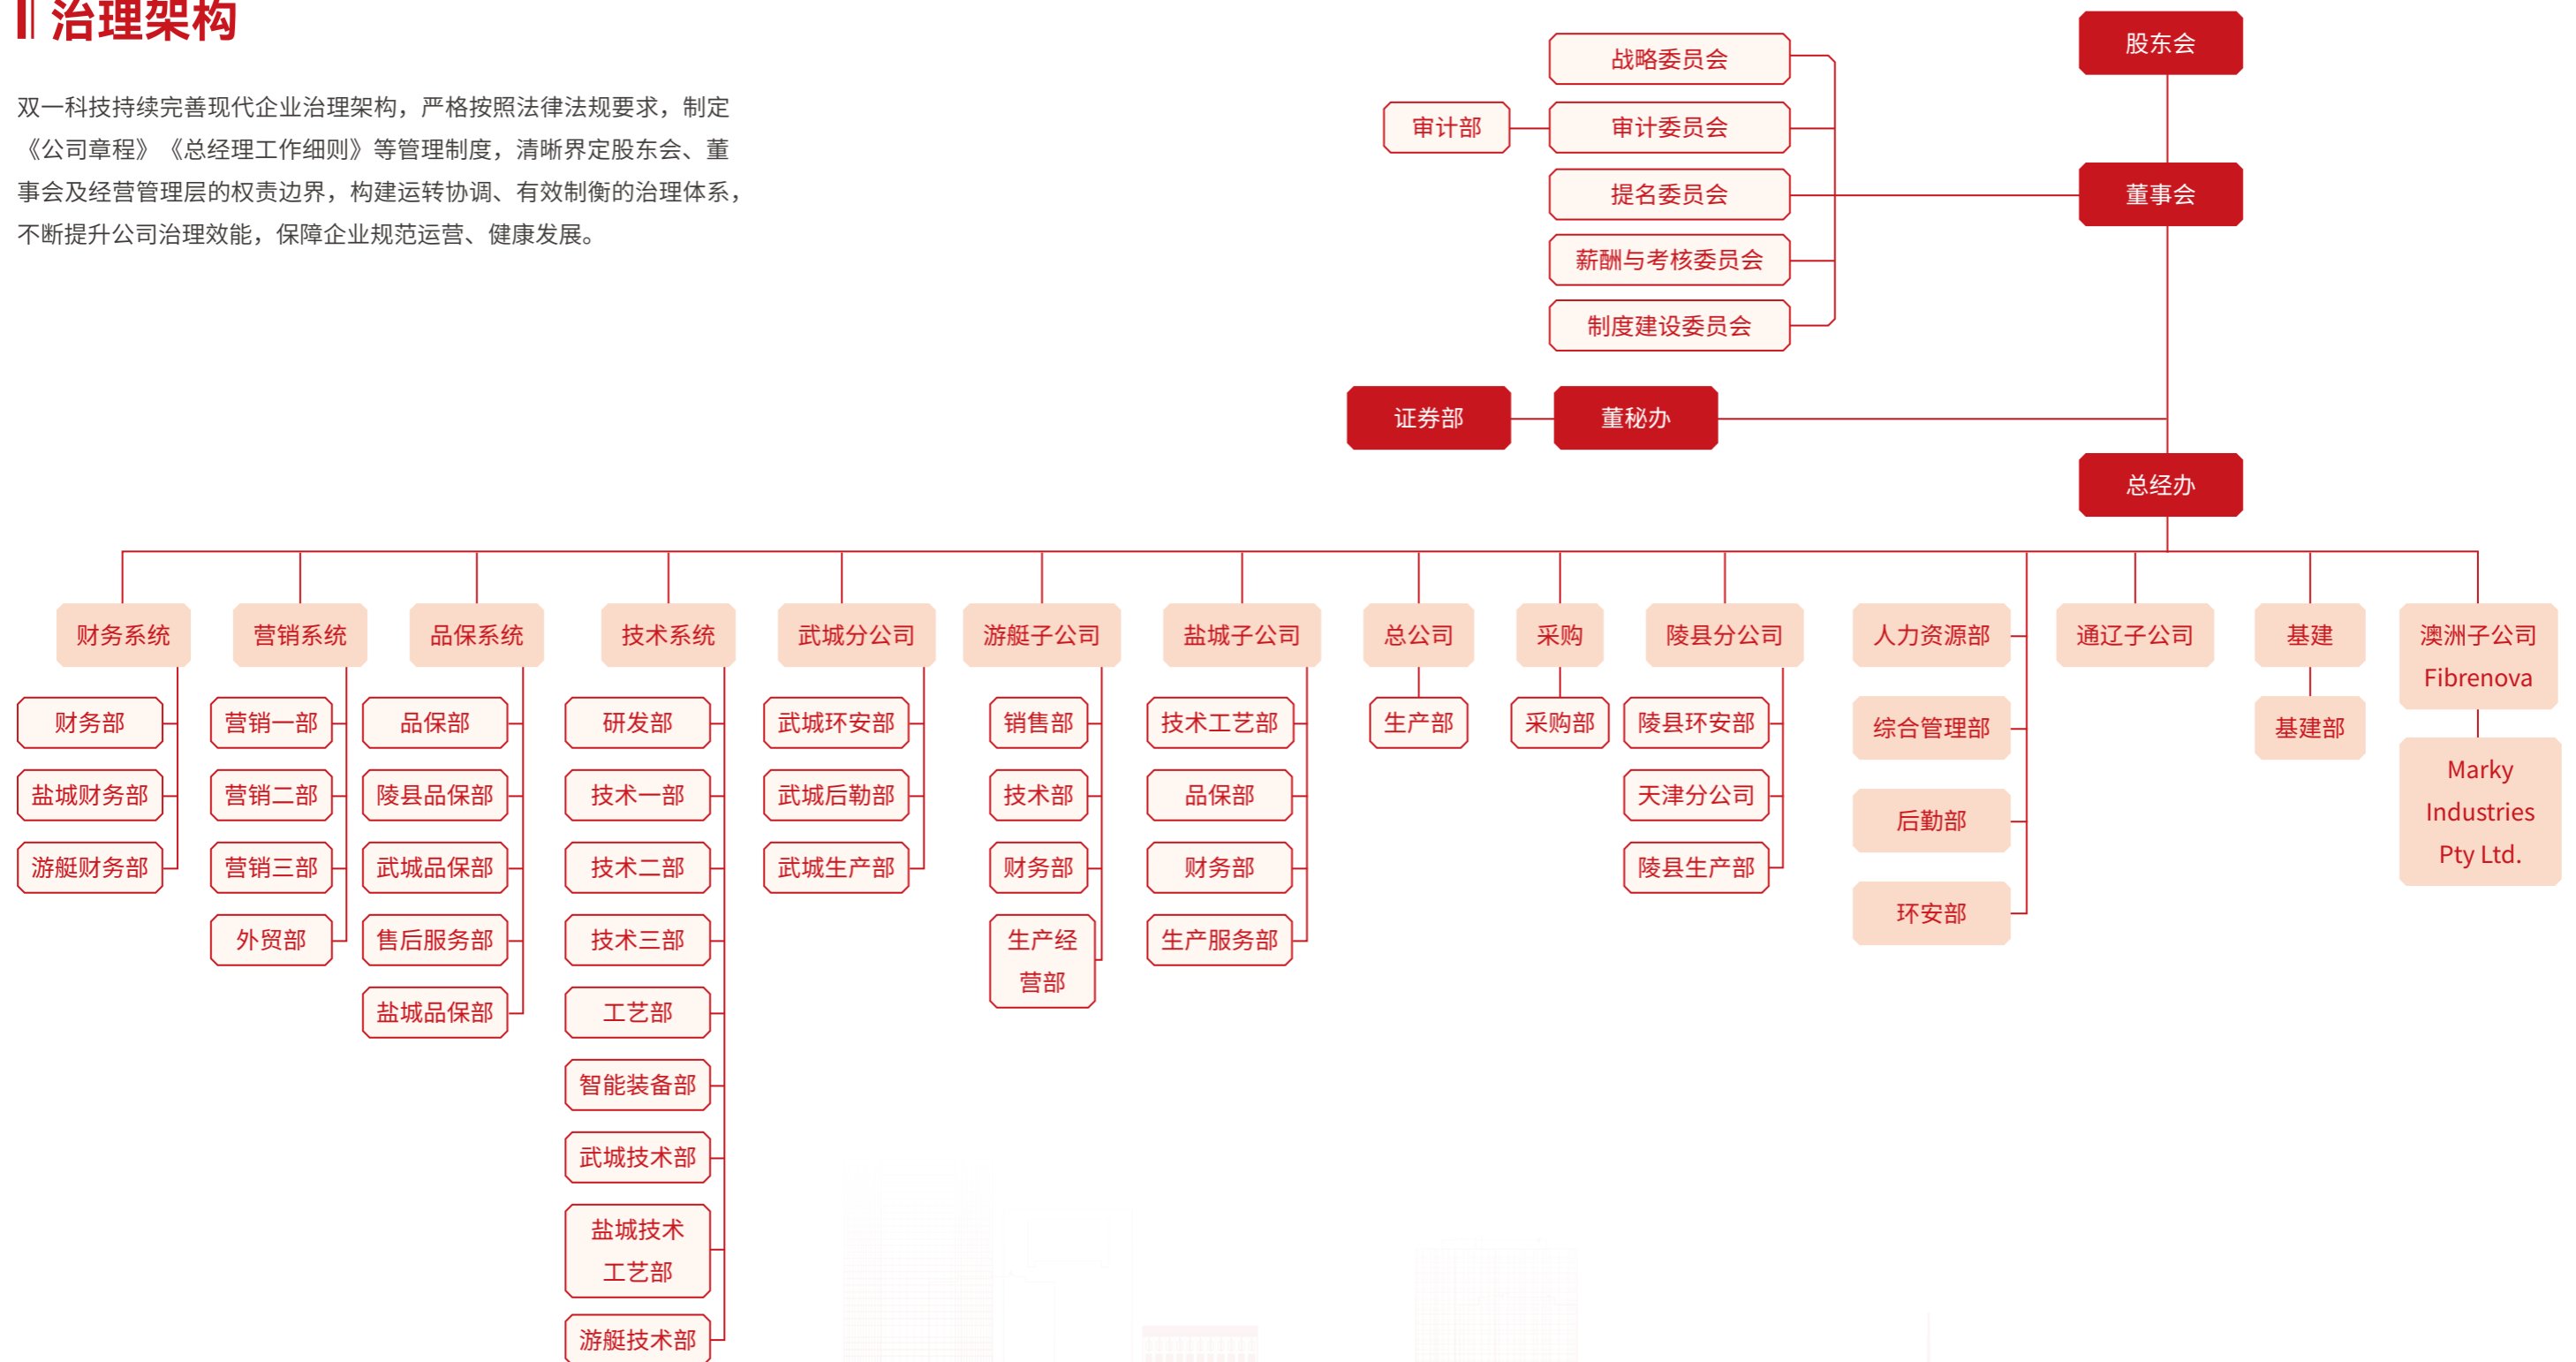 治理架构
双一科技持续完善现代企业治理架构，严格按照法律法规要求，制定
《公司章程》《总经理工作细则》等管理制度，清晰界定股东会、董
事会及经营管理层的权责边界，构建运转协调、有效制衡的治理体系，
不断提升公司治理效能，保障企业规范运营、健康发展。
股东会
董事会
战略委员会
审计部
审计委员会
提名委员会
薪酬与考核委员会
制度建设委员会
证券部
董秘办
总经办
财务系统
财务部
盐城财务部
游艇财务部
营销系统
营销一部
营销二部
营销三部
外贸部
品保系统
品保部
陵县品保部
武城品保部
售后服务部
盐城品保部
技术系统
研发部
技术一部
技术二部
技术三部
工艺部
智能装备部
武城技术部
盐城技术
工艺部
游艇技术部
武城分公司
武城环安部
武城后勤部
武城生产部
游艇子公司
销售部
技术部
财务部
生产经
营部
盐城子公司
技术工艺部
品保部
财务部
生产服务部
总公司
生产部
采购
采购部
陵县分公司
陵县环安部
天津分公司
陵县生产部
人力资源部
综合管理部
后勤部
环安部
通辽子公司
基建
基建部
澳洲子公司
Fibrenova
Marky
Industries
Pty Ltd.